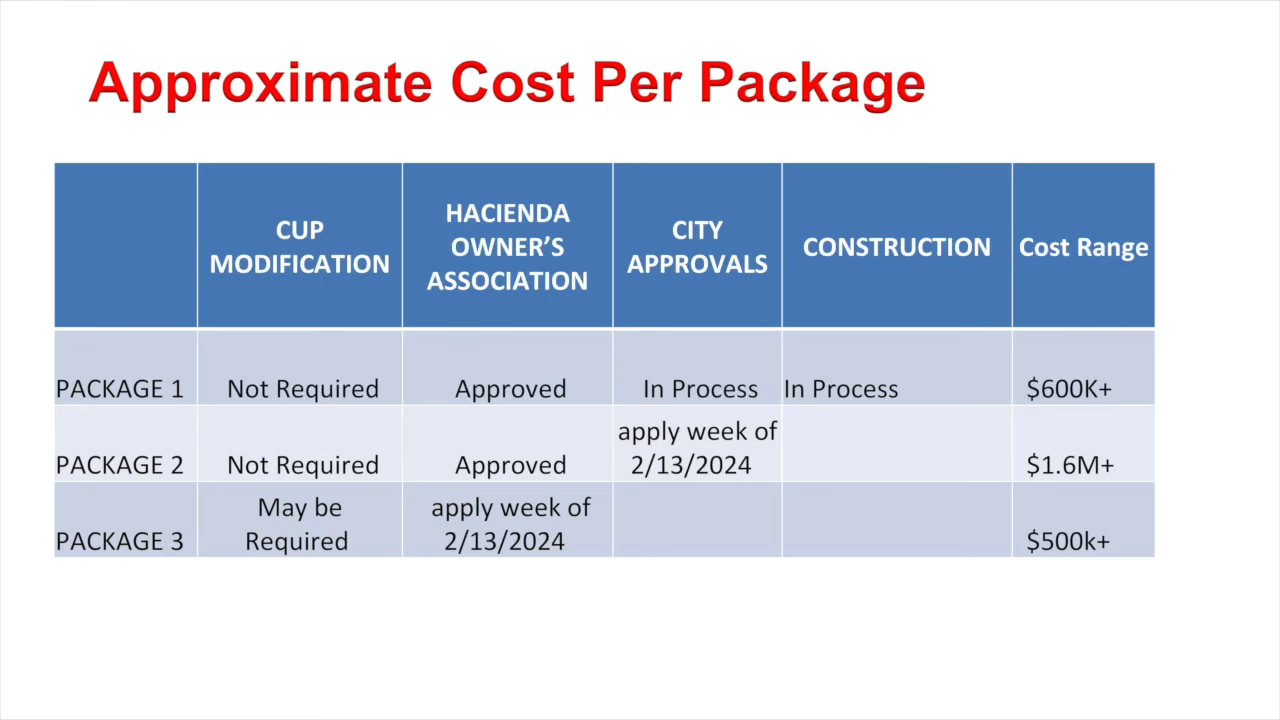 Approximate Cost Per Package
CUP
MODIFICATION
HACIENDA
OWNER’S
ASSOCIATION
CITY
APPROVALS
CONSTRUCTION
Cost Range
PACKAGE 1
Not Required
Approved
In Process
In Process
$600K+
PACKAGE 2
Not Required
Approved
apply week of
2/13/2024
$1.6M+
PACKAGE 3
May be
Required
apply week of
2/13/2024
$500k+